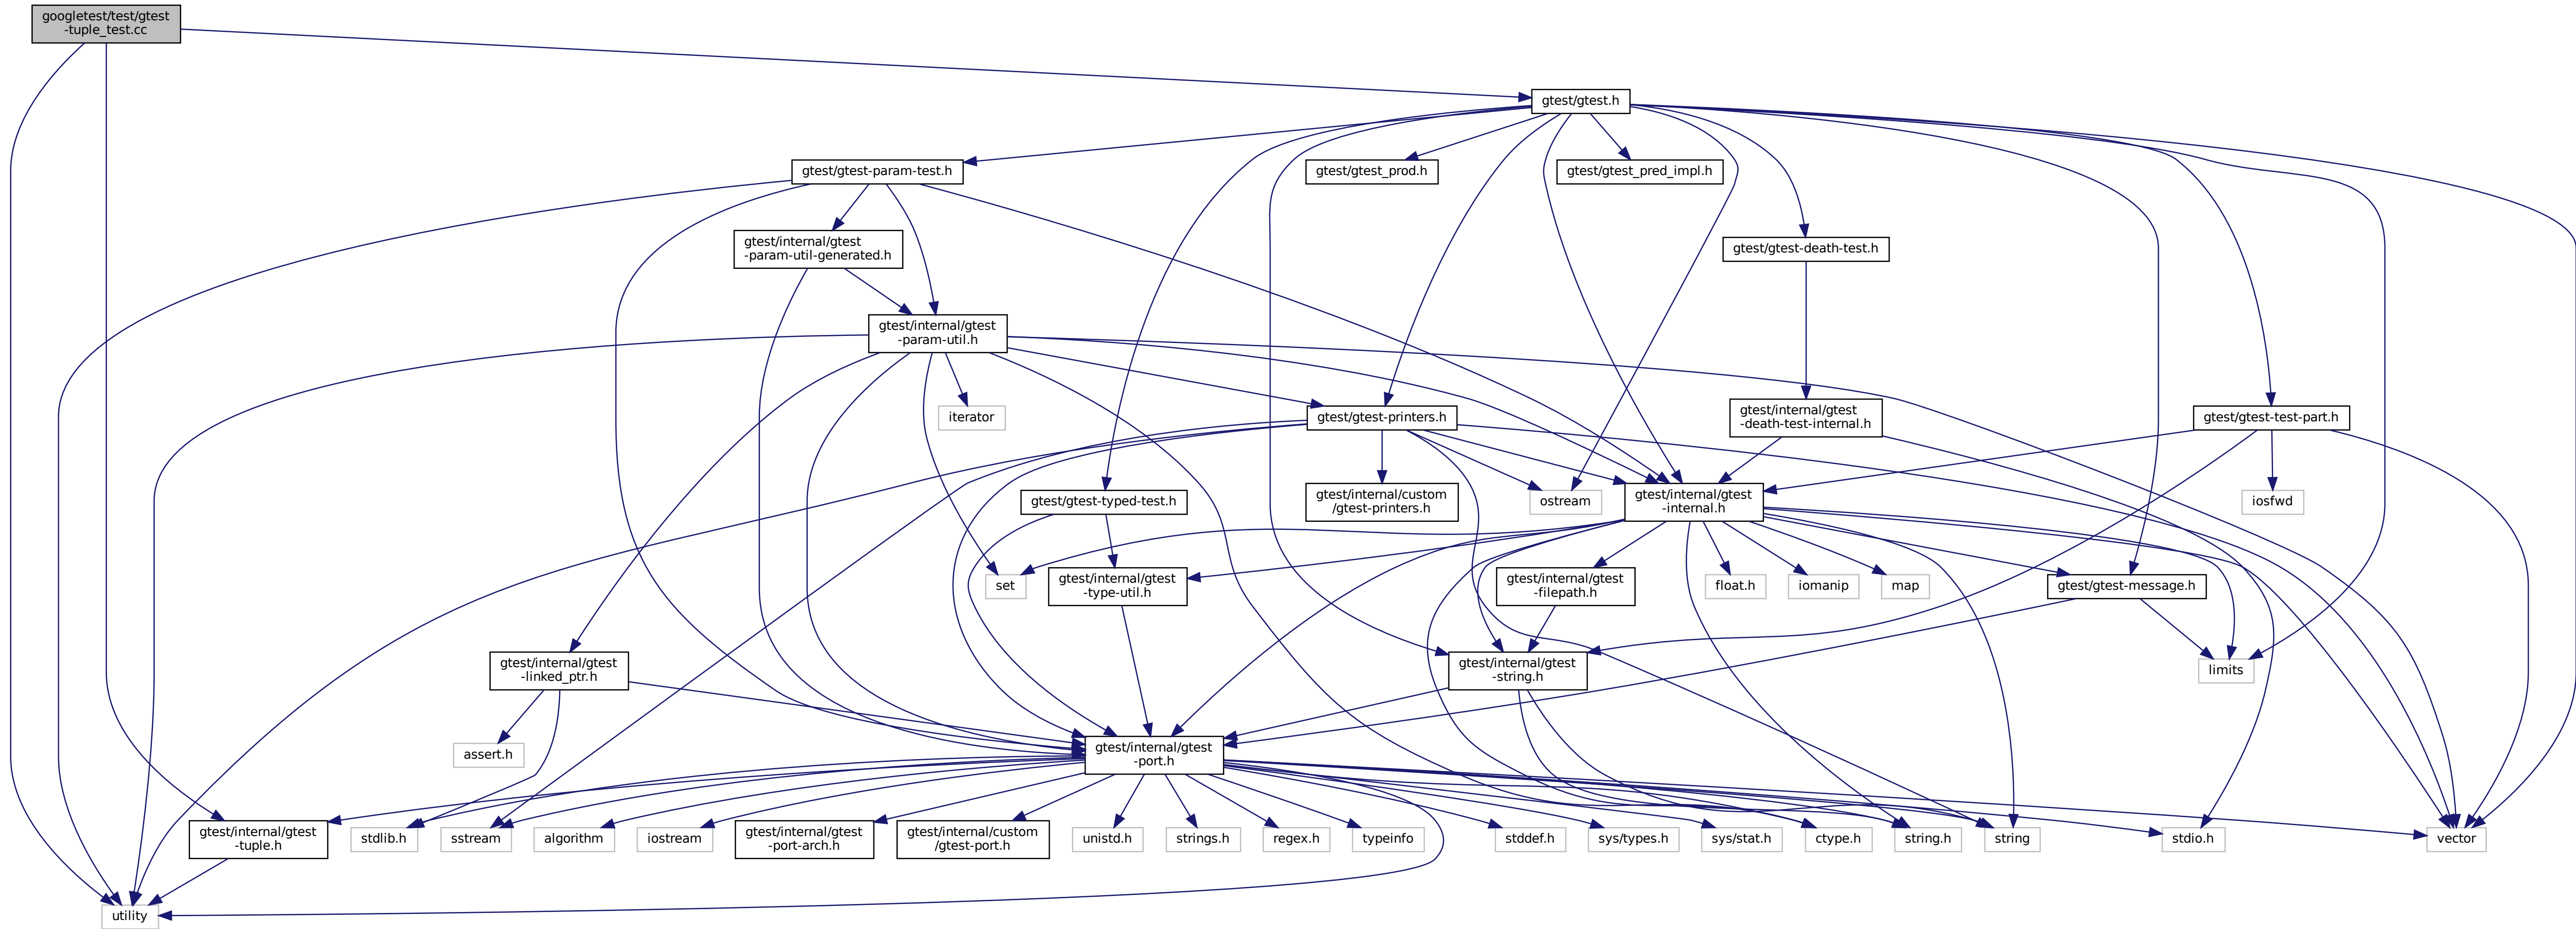 googletest/test/gtest
-tuple_test.cc
gtest/gtest.h
gtest/gtest-param-test.h
gtest/gtest_prod.h
gtest/gtest_pred_impl.h
gtest/internal/gtest
-param-util-generated.h
gtest/gtest-death-test.h
gtest/internal/gtest
-param-util.h
iterator
gtest/gtest-printers.h
gtest/internal/gtest
-death-test-internal.h
gtest/gtest-test-part.h
gtest/gtest-typed-test.h
gtest/internal/custom
/gtest-printers.h
ostream
gtest/internal/gtest
-internal.h
iosfwd
set
gtest/internal/gtest
-type-util.h
gtest/internal/gtest
-filepath.h
float.h
iomanip
map
gtest/gtest-message.h
gtest/internal/gtest
-linked_ptr.h
gtest/internal/gtest
-string.h
limits
assert.h
gtest/internal/gtest
-port.h
gtest/internal/gtest
-tuple.h
stdlib.h
sstream
algorithm
iostream
gtest/internal/gtest
-port-arch.h
gtest/internal/custom
/gtest-port.h
unistd.h
strings.h
regex.h
typeinfo
stddef.h
sys/types.h
sys/stat.h
ctype.h
string.h
string
stdio.h
vector
utility